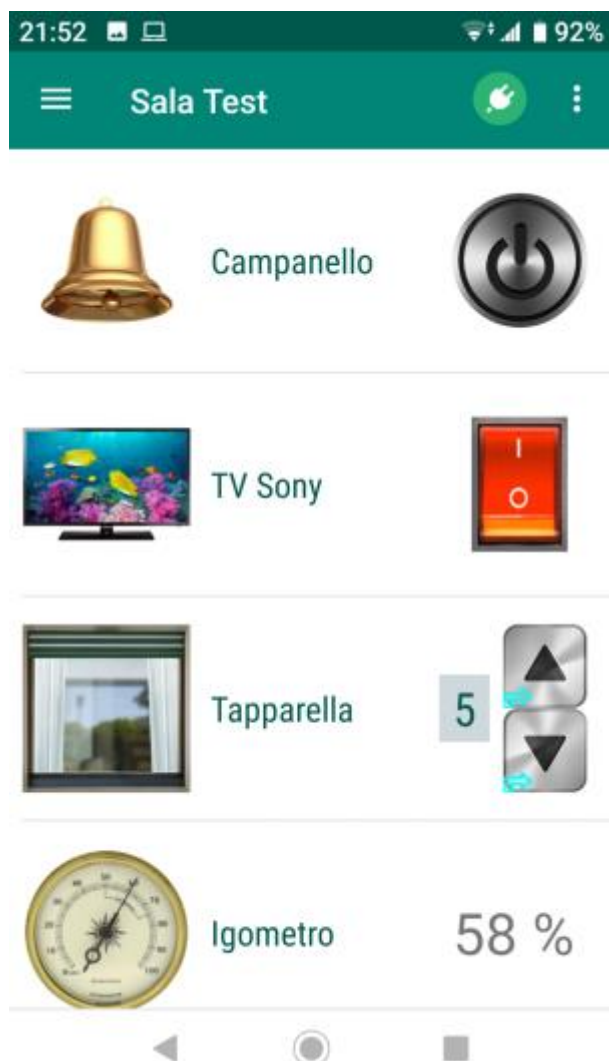 21:52 92%
Sala Test
Campanello
TV Sony
I
O
Tapparella
5
Igometro
58 %